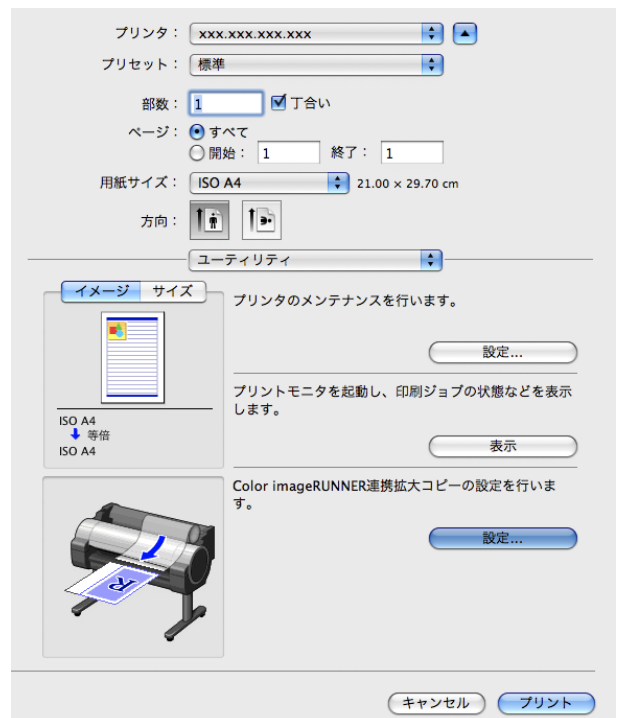 プリンタ： xxx.xxx.xxx.xxx
プリセット： 標準
部数： 1 丁合い
ページ： すべて
開始： 1 終了： 1
用紙サイズ： ISO A4 21.00 × 29.70 cm
方向：
ユーティリティ
イメージ サイズ
ISO A4
等倍
ISO A4
プリンタのメンテナンスを行います。
設定...
プリントモニタを起動し、印刷ジョブの状態などを表示
します。
表示
Color imageRUNNER連携拡大コピーの設定を行いま
す。
設定...
R
キャンセル プリント